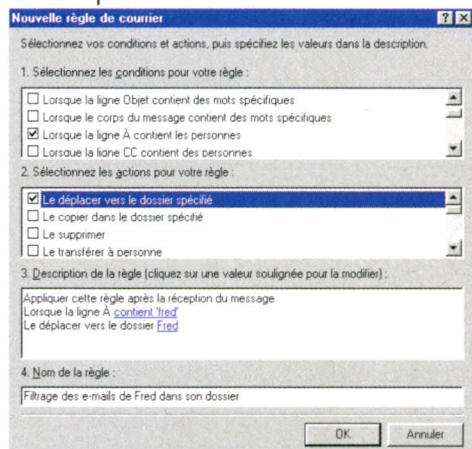 Nouvelle règle de courrier
Sélectionnez vos conditions et actions, puis spécifiez les valeurs dans la description.
1. Sélectionnez les conditions pour votre règle :
Lorsque la ligne Objet contient des mots spécifiques
Lorsque le corps du message contient des mots spécifiques
Lorsque la ligne À contient les personnes
Lorsque la ligne CC contient des personnes
2. Sélectionnez les actions pour votre règle :
Le déplacer vers le dossier spécifié
Le copier dans le dossier spécifié
Le supprimer
Le transférer à personne
3. Description de la règle (cliquez sur une valeur soulignée pour la modifier) :
Appliquer cette règle après la réception du message
Lorsque la ligne À contient 'fred'
Le déplacer vers le dossier Fred
4. Nom de la règle :
Filtrage des e-mails de Fred dans son dossier
OK Annuler